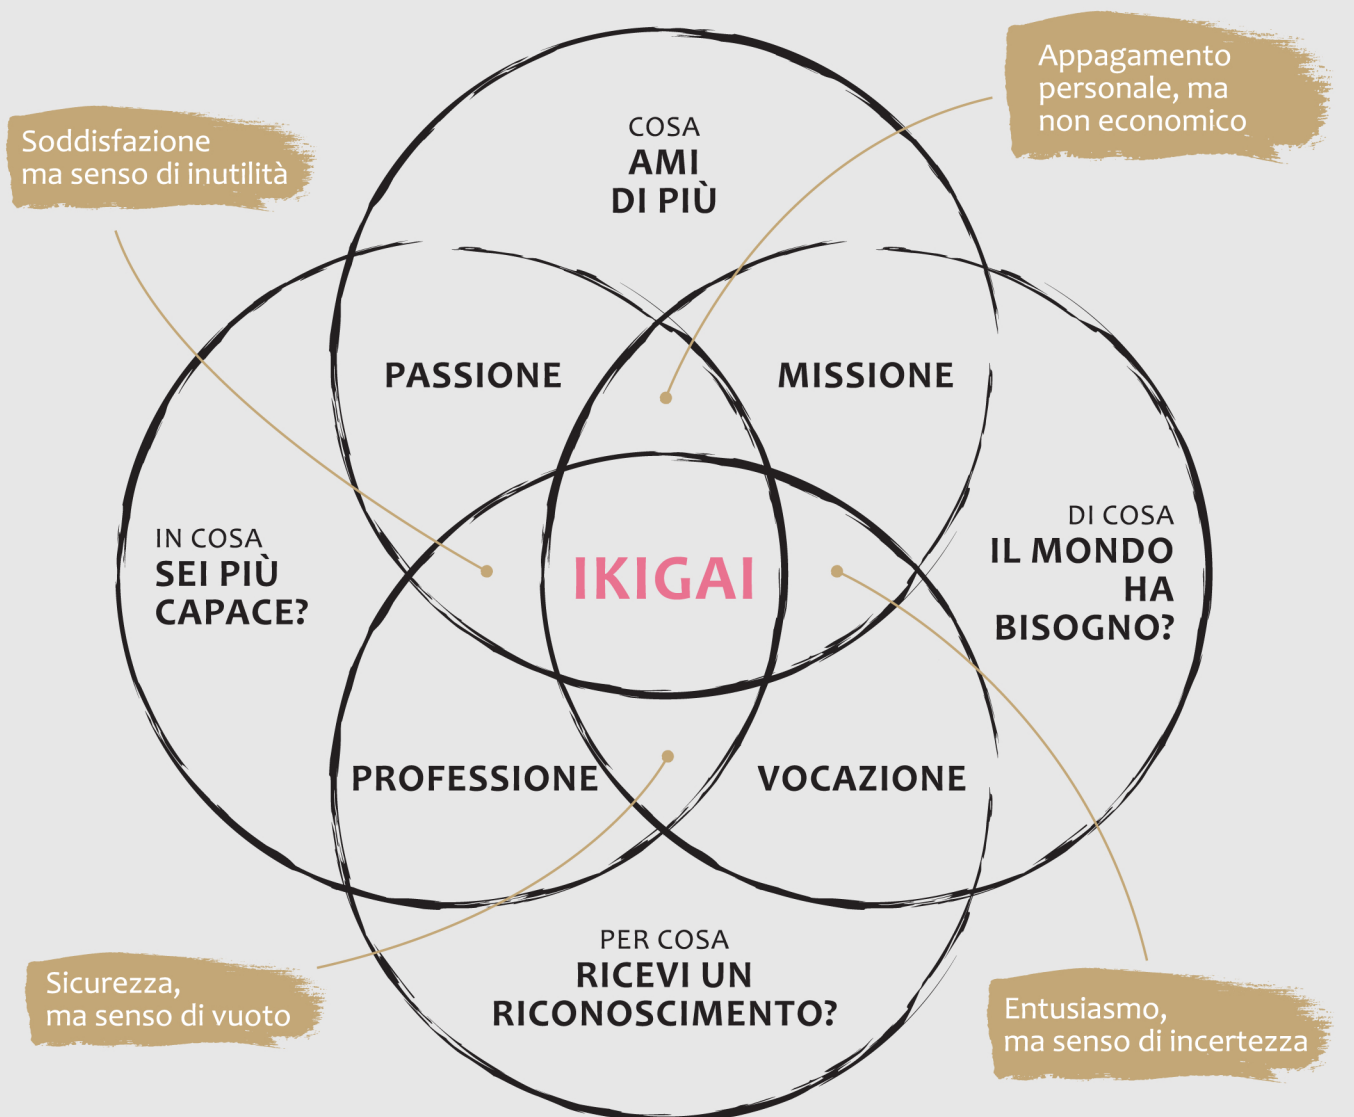 Appagamento
personale, ma
non economico
Soddisfazione
ma senso di inutilità
COSA
AMI
DI PIÙ
PASSIONE
MISSIONE
IN COSA
SEI PIÙ
CAPACE?
IKIGAI
DI COSA
IL MONDO
HA
BISOGNO?
PROFESSIONE
VOCAZIONE
PER COSA
RICEVI UN
RICONOSCIMENTO?
Sicurezza,
ma senso di vuoto
Entusiasmo,
ma senso di incertezza